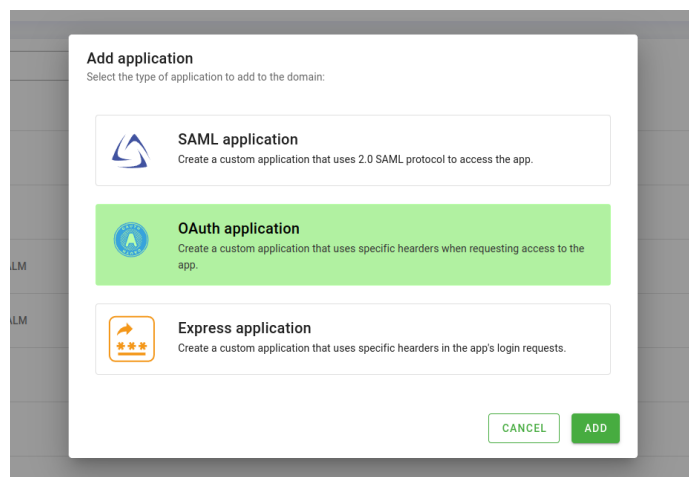 Add application
Select the type of application to add to the domain:
SAML application
Create a custom application that uses 2.0 SAML protocol to access the app.
OAuth application
Create a custom application that uses specific hearders when requesting access to the
app.
ALM
Express application
ALM
Create a custom application that uses specific hearders in the app's login requests.
***
CANCEL
ADD